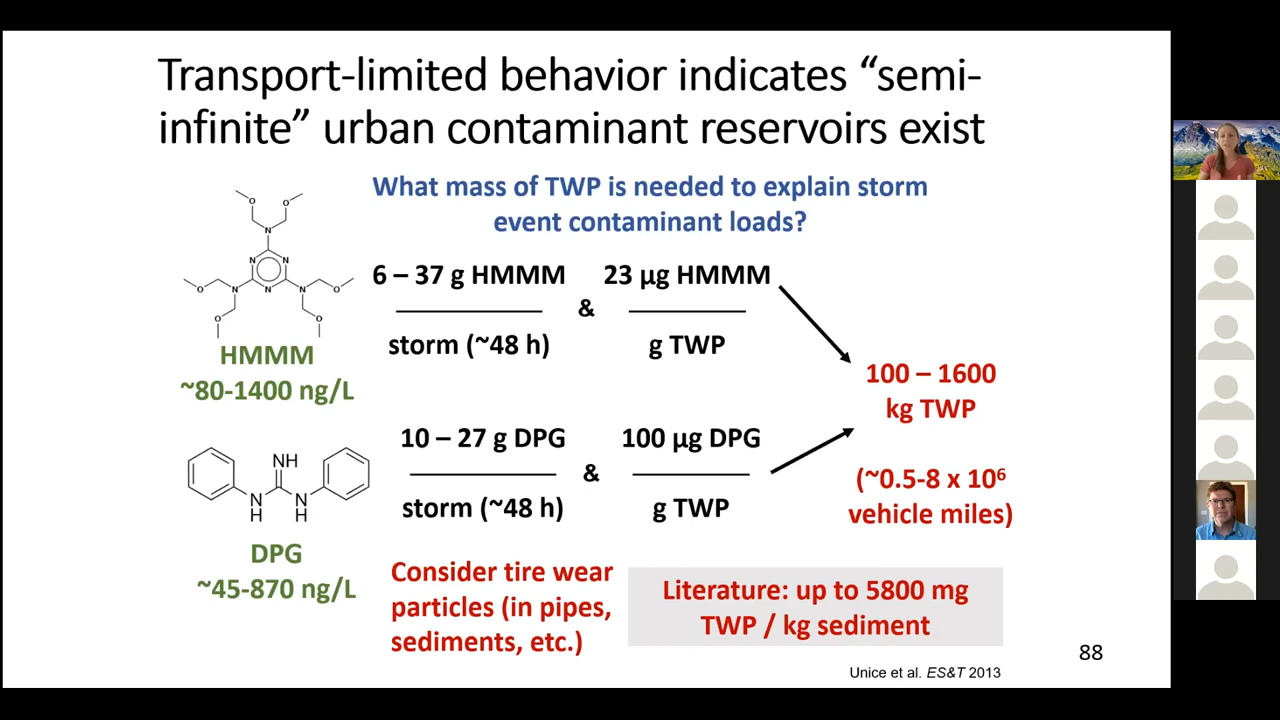 Transport-limited behavior indicates “semi-
infinite” urban contaminant reservoirs exist
What mass of TWP is needed to explain storm
event contaminant loads?
O
O
N
N
N
O
N
N
N
O
O
O
HMMM
~80-1400 ng/L
6 – 37 g HMMM
storm (~48 h)
&
23 µg HMMM
g TWP
100 – 1600
kg TWP
NH
N
H
N
H
DPG
~45-870 ng/L
10 – 27 g DPG
storm (~48 h)
&
100 µg DPG
g TWP
(~0.5-8 x 10⁶
vehicle miles)
Consider tire wear
particles (in pipes,
sediments, etc.)
Literature: up to 5800 mg
TWP / kg sediment
88
Unice et al. ES&T 2013